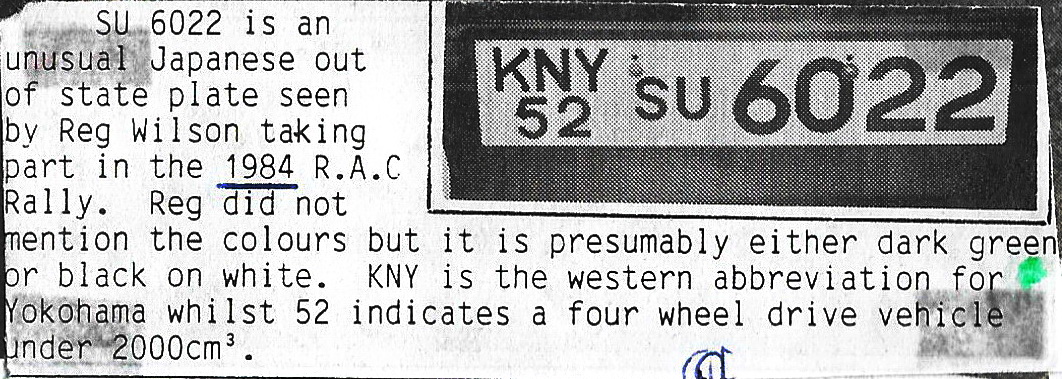 SU 6022 is an
unusual Japanese out
of state plate seen
by Reg Wilson taking
part in the 1984 R.A.C
Rally. Reg did not
mention the colours but it is presumably either dark green
or black on white. KNY is the western abbreviation for
Yokohama whilst 52 indicates a four wheel drive vehicle
under 2000cm³.
KNY
52 SU 6022